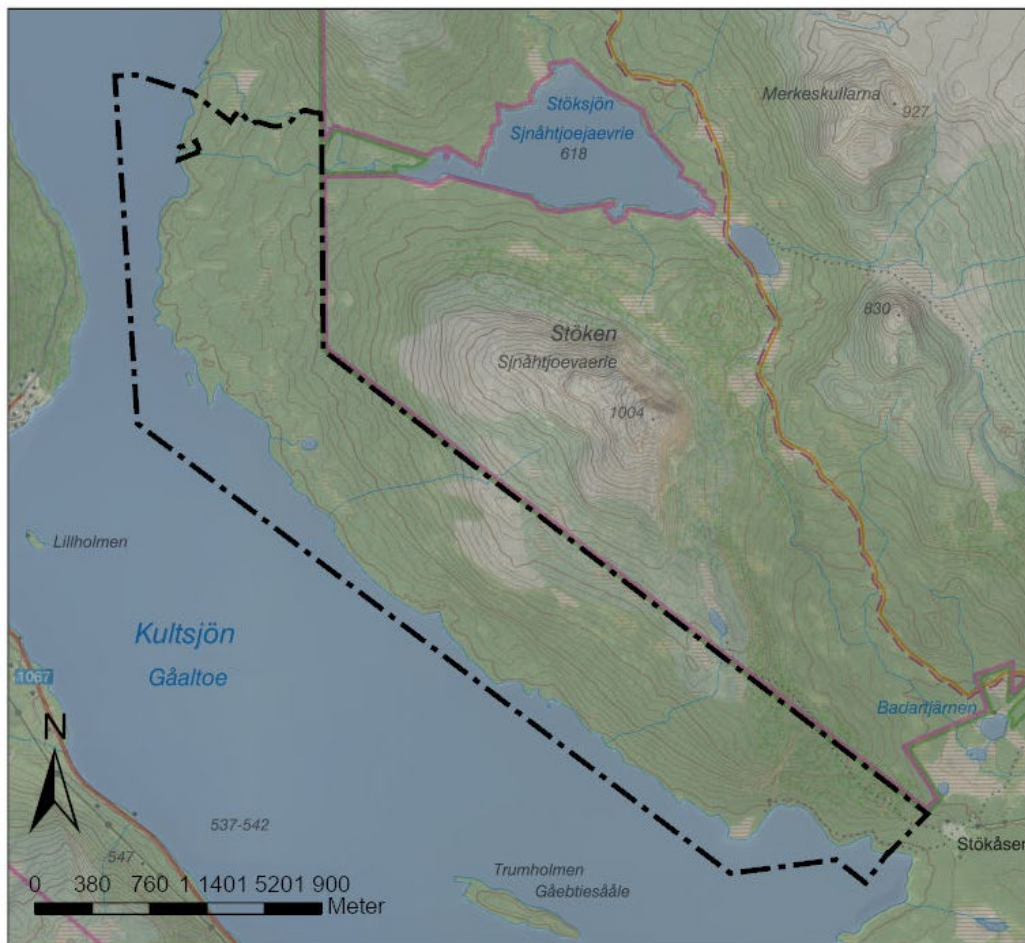 Merkeskullarna
927
Stöksjön
Sjnåhtjoejaevrie
618
830
Stöken
Sjnåhtjoevaerie
1004
Lillholmen
Kultsjön
Gåaltoe
1067
Badartjärnen
N
537-542
547
Stökåsen
Trumholmen
Gåebtiesååle
0 380 760 1 1401 5201 900
Meter